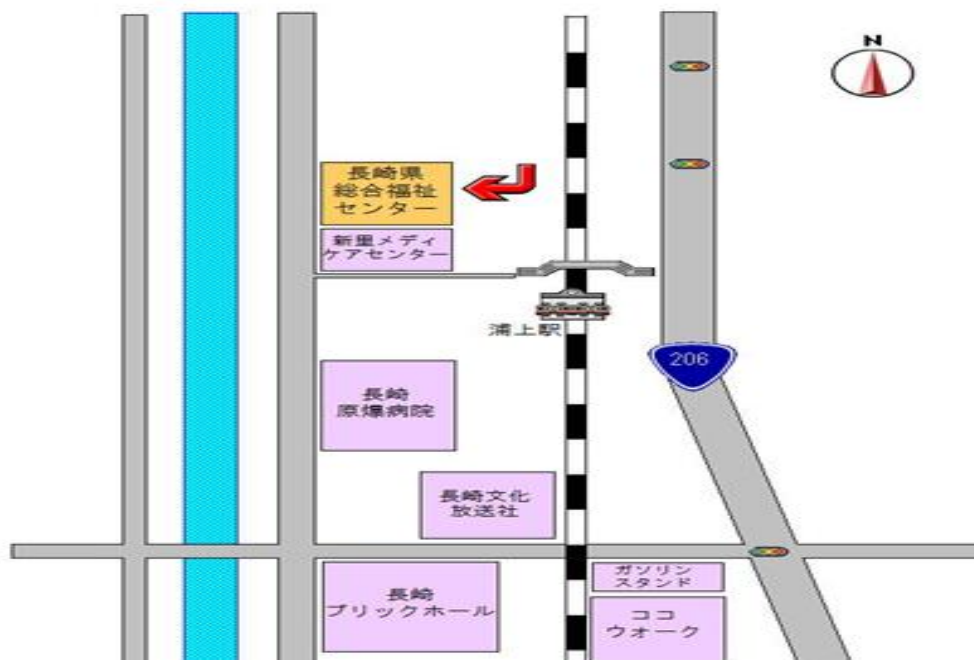 N
長崎県
総合福祉
センター
新里メディ
ケアセンター
浦上駅
206
長崎
原爆病院
長崎文化
放送社
ガソリン
スタンド
長崎
ブリックホール
ココ
ウォーク